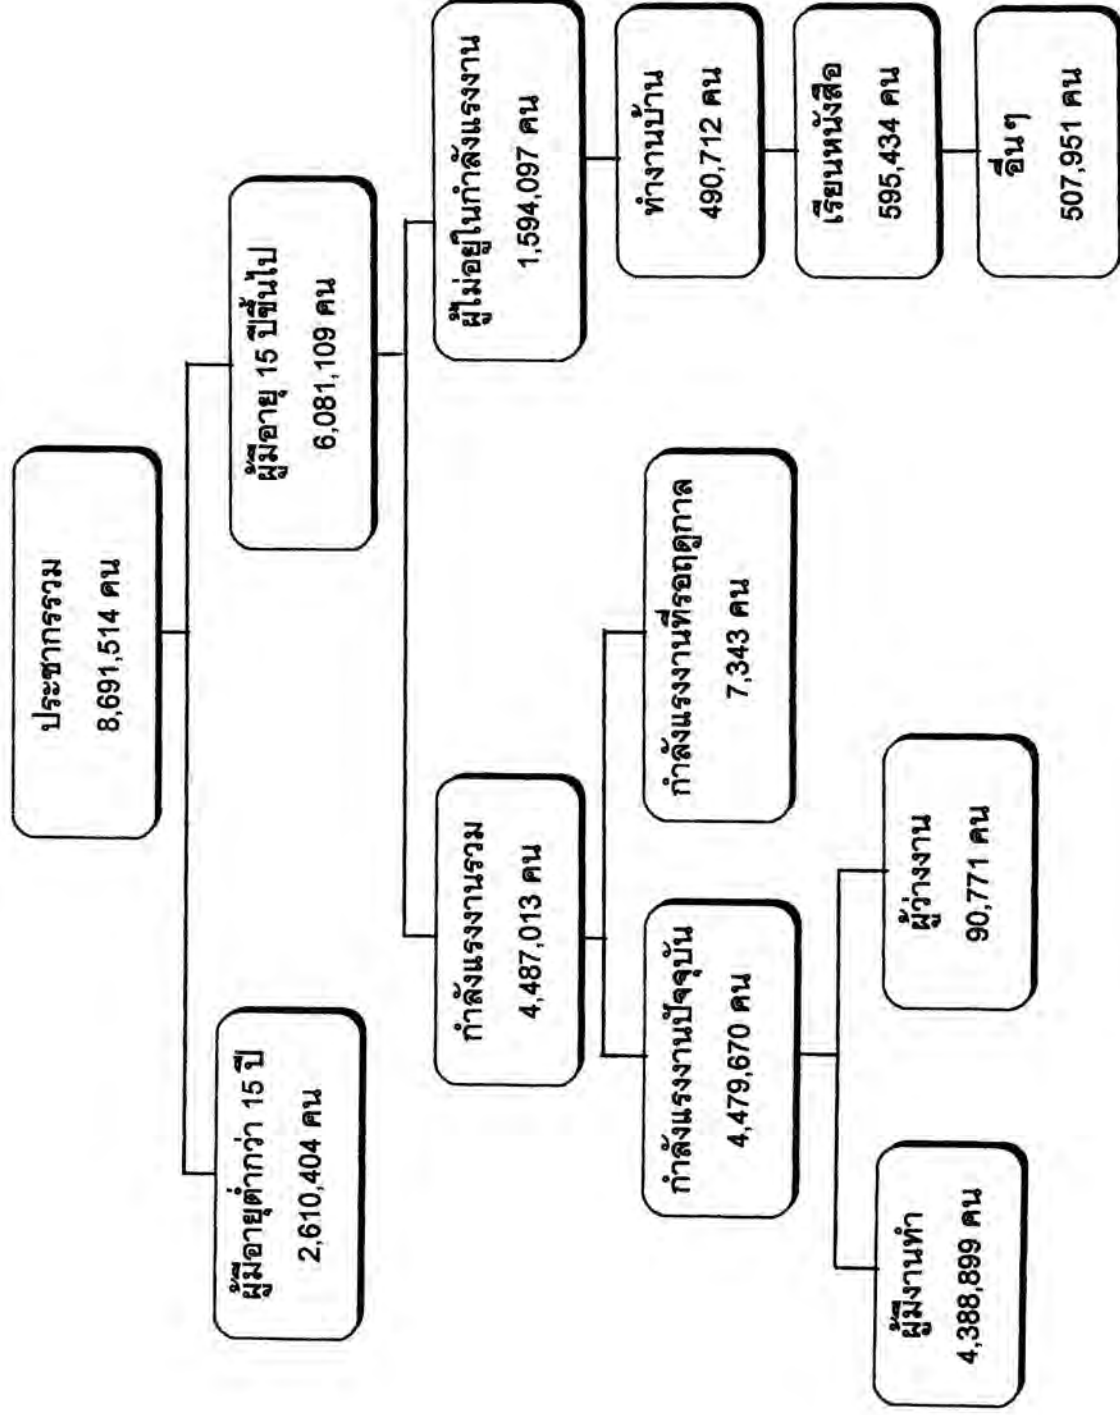 ประชากรรวม
8,691,514 คน
ผู้มีอายุต่ำกว่า 15 ปี
2,610,404 คน
ผู้มีอายุ 15 ปีขึ้นไป
6,081,109 คน
กำลังแรงงานรวม
4,487,013 คน
ผู้ไม่อยู่ในกำลังแรงงาน
1,594,097 คน
กำลังแรงงานปัจจุบัน
4,479,670 คน
กำลังแรงงานที่รอฤดูกาล
7,343 คน
ทำงานบ้าน
490,712 คน
ผู้มีงานทำ
4,388,899 คน
ผู้ว่างงาน
90,771 คน
เรียนหนังสือ
595,434 คน
อื่นๆ
507,951 คน